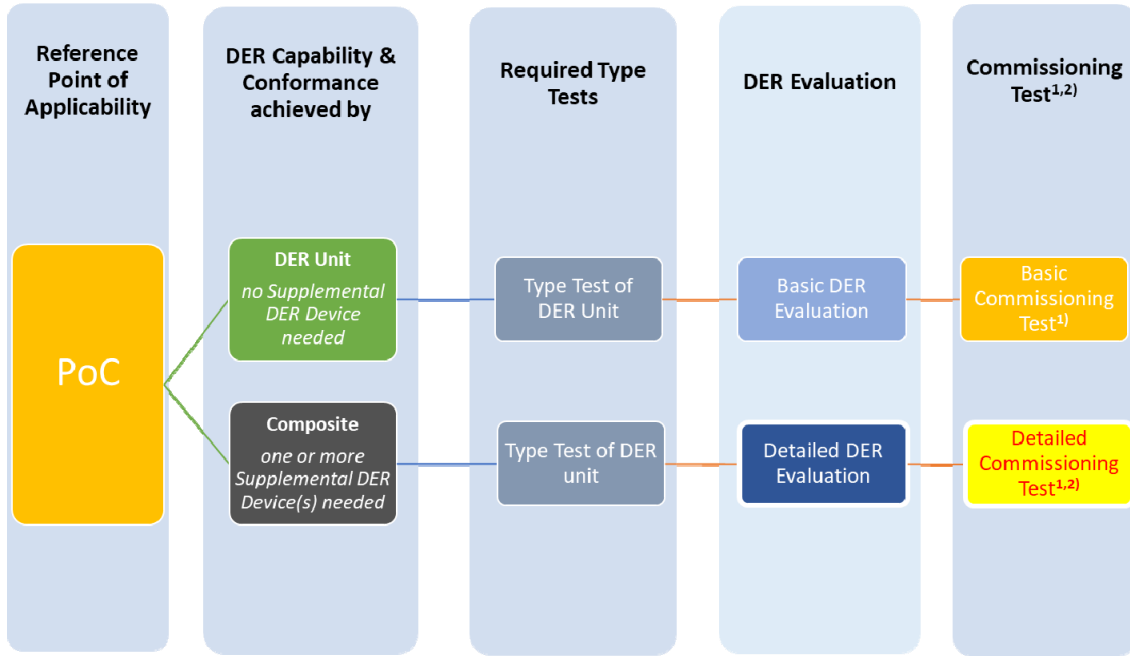 Reference
Point of
Applicability
DER Capability &
Conformance
achieved by
Required Type
Tests
DER Evaluation
Commissioning
Test1,2)
PoC
DER Unit
no Supplemental
DER Device
needed
Type Test of
DER Unit
Basic DER
Evaluation
Basic
Commissioning
Test1)
Composite
one or more
Supplemental DER
Device(s) needed
Type Test of DER
unit
Detailed DER
Evaluation
Detailed
Commissioning
Test1,2)